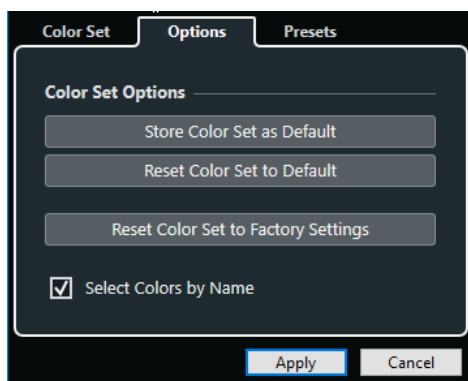 Color Set Options Presets
Color Set Options
Store Color Set as Default
Reset Color Set to Default
Reset Color Set to Factory Settings
Select Colors by Name
Apply Cancel